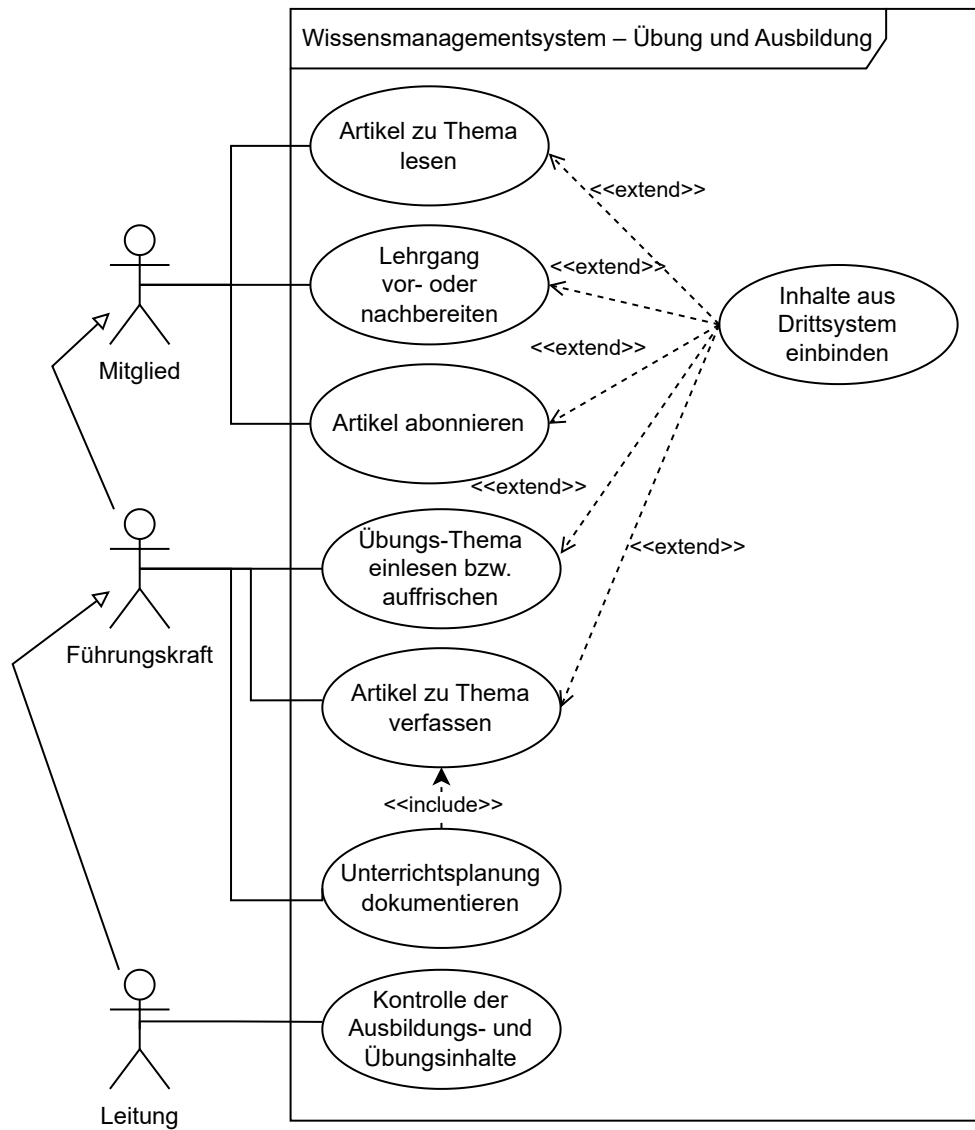 Wissensmanagementsystem – Übung und Ausbildung
Artikel zu Thema
lesen
<<extend>>
Lehrgang
vor- oder
nachbereiten
<<extend>>
Inhalte aus
Drittsystem
einbinden
Mitglied
<<extend>>
Artikel abonnieren
<<extend>>
Übungs-Thema
einlesen bzw.
auffrischen
<<extend>>
Führungskraft
Artikel zu Thema
verfassen
<<include>>
Unterrichtsplanung
dokumentieren
Kontrolle der
Ausbildungs- und
Übungsinhalte
Leitung